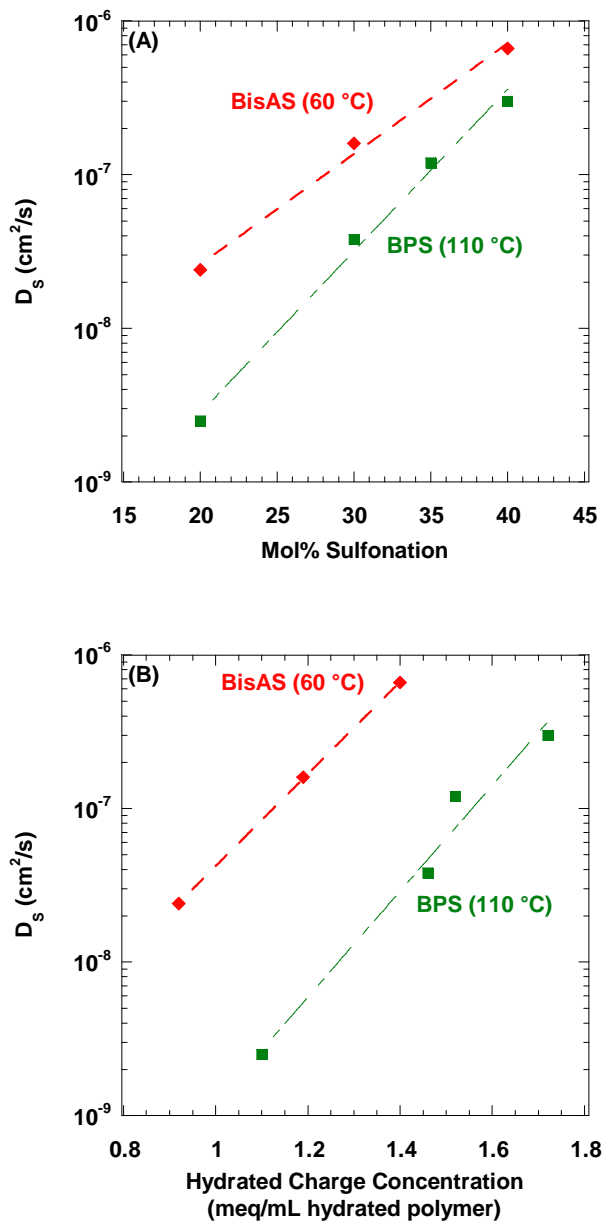 (A)
10⁻⁶
BisAS (60 °C)
10⁻⁷
BPS (110 °C)
Dₛ (cm²/s)
10⁻⁸
10⁻⁹
15 20 25 30 35 40 45
Mol% Sulfonation
(B)
10⁻⁶
BisAS (60 °C)
10⁻⁷
BPS (110 °C)
Dₛ (cm²/s)
10⁻⁸
10⁻⁹
0.8 1 1.2 1.4 1.6 1.8
Hydrated Charge Concentration
(meq/mL hydrated polymer)